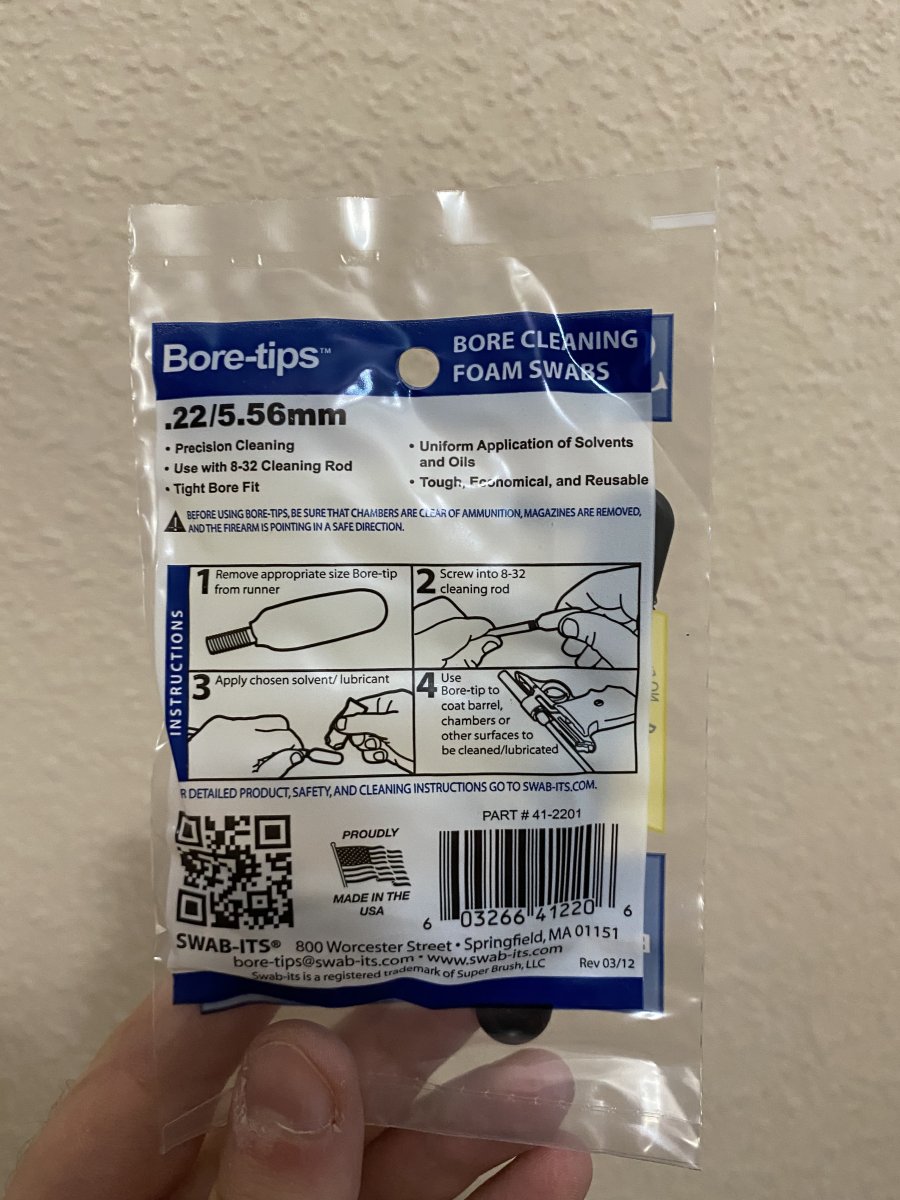 Bore-tips™
BORE CLEANING
FOAM SWABS
.22/5.56mm
• Precision Cleaning
• Use with 8-32 Cleaning Rod
• Tight Bore Fit
• Uniform Application of Solvents
and Oils
• Tough, Economical, and Reusable
BEFORE USING BORE-TIPS, BE SURE THAT CHAMBERS ARE CLEAR OF AMMUNITION, MAGAZINES ARE REMOVED,
AND THE FIREARM IS POINTING IN A SAFE DIRECTION.
INSTRUCTIONS
1 Remove appropriate size Bore-tip
from runner
2 Screw into 8-32
cleaning rod
3 Apply chosen solvent/ lubricant
4 Use
Bore-tip to
coat barrel,
chambers or
other surfaces to
be cleaned/lubricated
R DETAILED PRODUCT, SAFETY, AND CLEANING INSTRUCTIONS GO TO SWAB-ITS.COM.
PROUDLY
MADE IN THE
USA
PART # 41-2201
6 03266 41220 6
SWAB-ITS® 800 Worcester Street • Springfield, MA 01151
bore-tips@swab-its.com • www.swab-its.com
Swab-its is a registered trademark of Super Brush, LLC
Rev 03/12